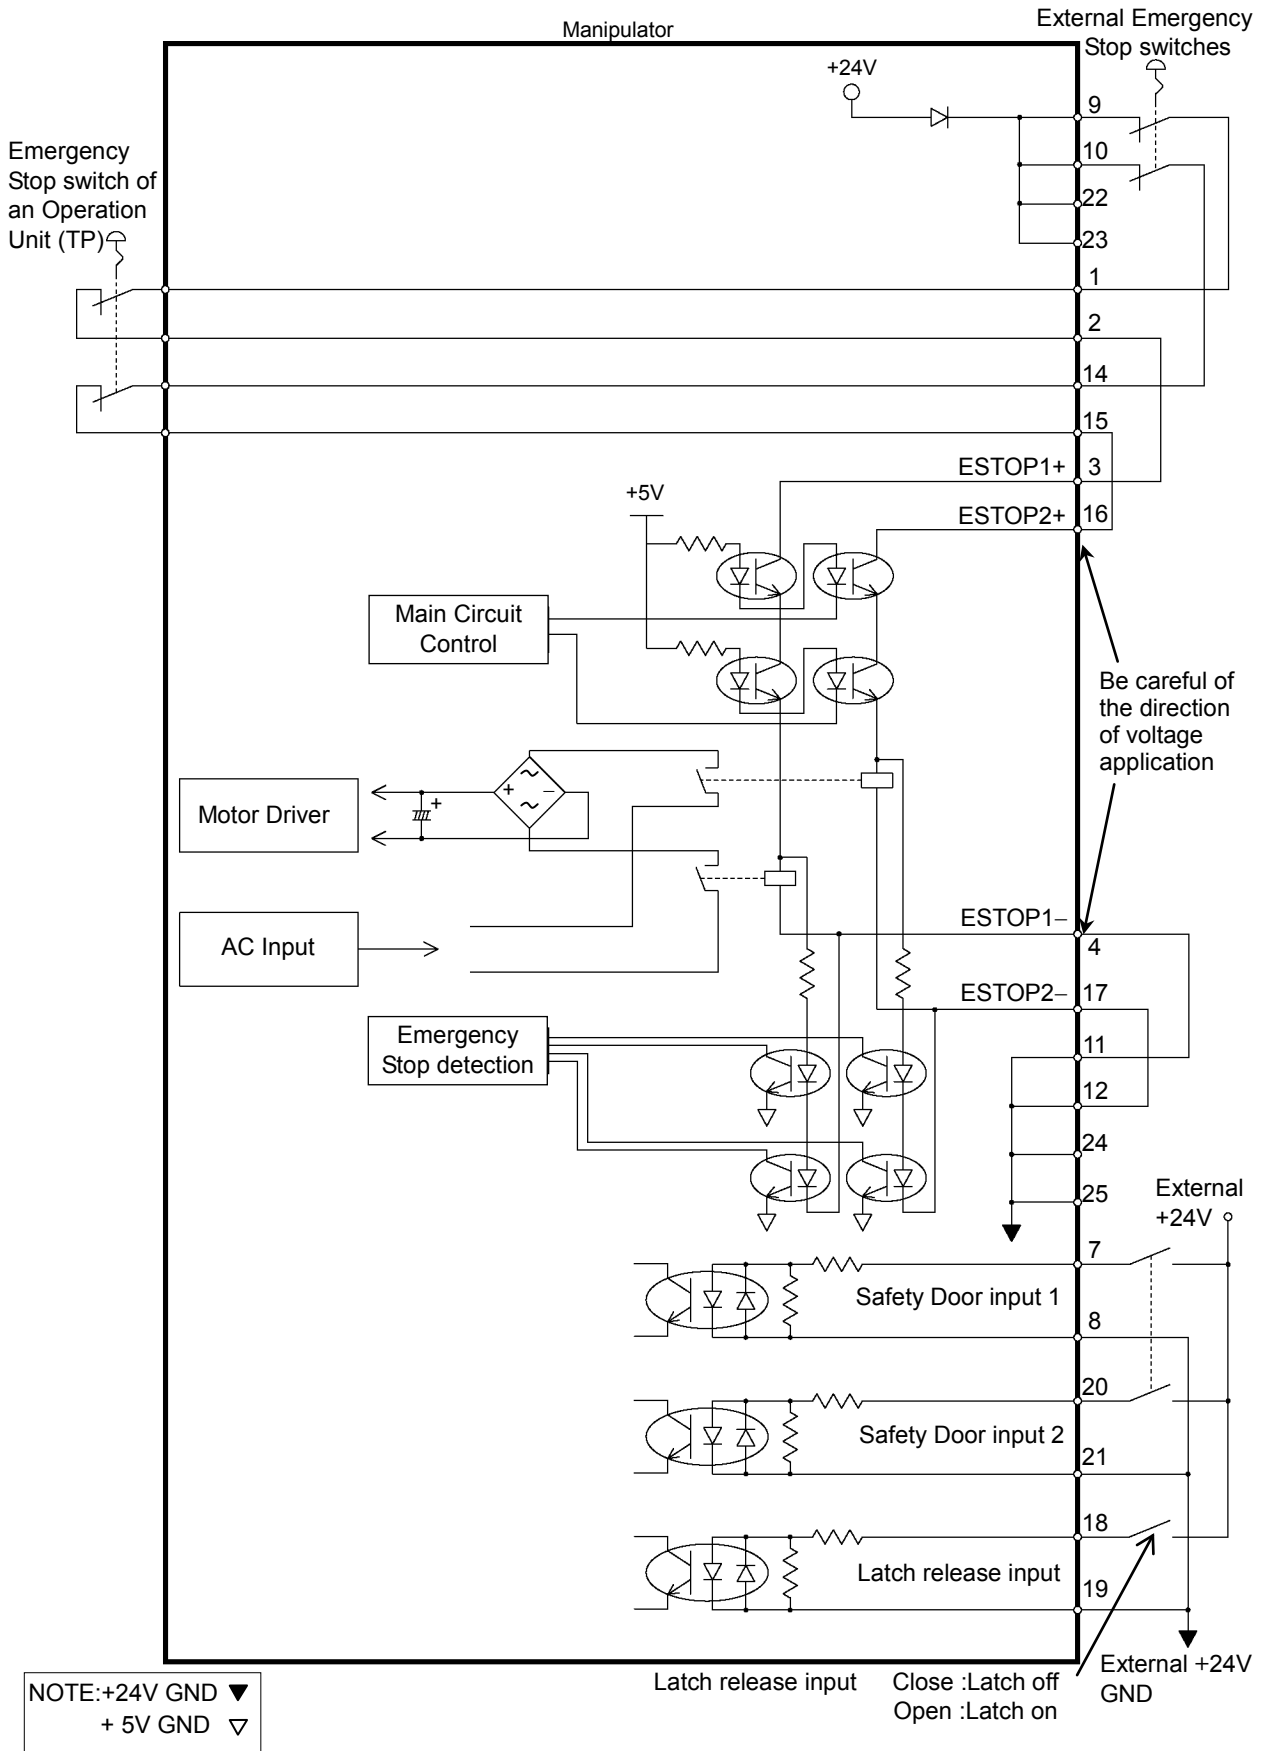 Manipulator
External Emergency
Stop switches
+24V
9
10
22
23
Emergency
Stop switch of
an Operation
Unit (TP)
1
2
14
15
ESTOP1+ 3
ESTOP2+ 16
+5V
Main Circuit
Control
Be careful of
the direction
of voltage
application
Motor Driver
+ −
+
AC Input
ESTOP1−
4
ESTOP2− 17
11
12
Emergency
Stop detection
24
25
External
+24V
7
Safety Door input 1
8
20
Safety Door input 2
21
18
Latch release input
19
External +24V
GND
Latch release input Close :Latch off
Open :Latch on
NOTE:+24V GND ▼
+ 5V GND ▽